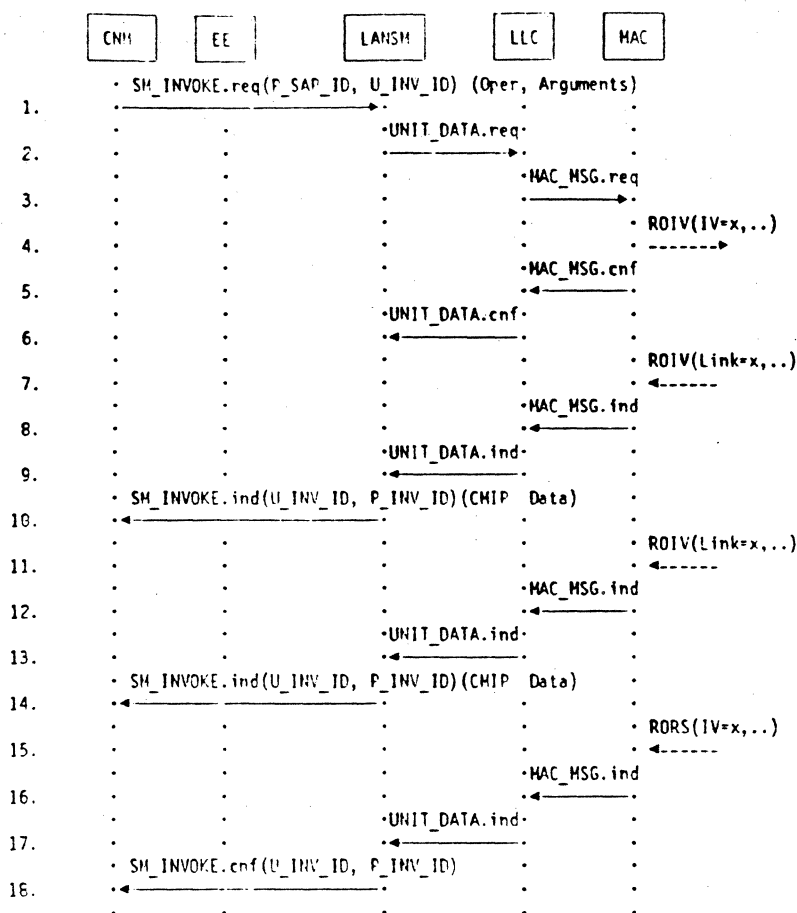 CNM EE LANSM LLC MAC
SM_INVOKE.req(P_SAP_ID, U_INV_ID) (Oper, Arguments)
1.
UNIT_DATA.req
2.
MAC_MSG.req
3.
ROIV(IV=x,..)
4.
MAC_MSG.cnf
5.
UNIT_DATA.cnf
6.
ROIV(Link=x,..)
7.
MAC_MSG.ind
8.
UNIT_DATA.ind
9.
SM_INVOKE.ind(U_INV_ID, P_INV_ID)(CMIP Data)
10.
ROIV(Link=x,..)
11.
MAC_MSG.ind
12.
UNIT_DATA.ind
13.
SM_INVOKE.ind(U_INV_ID, P_INV_ID)(CMIP Data)
14.
RORS(IV=x,..)
15.
MAC_MSG.ind
16.
UNIT_DATA.ind
17.
SM_INVOKE.cnf(U_INV_ID, P_INV_ID)
18.